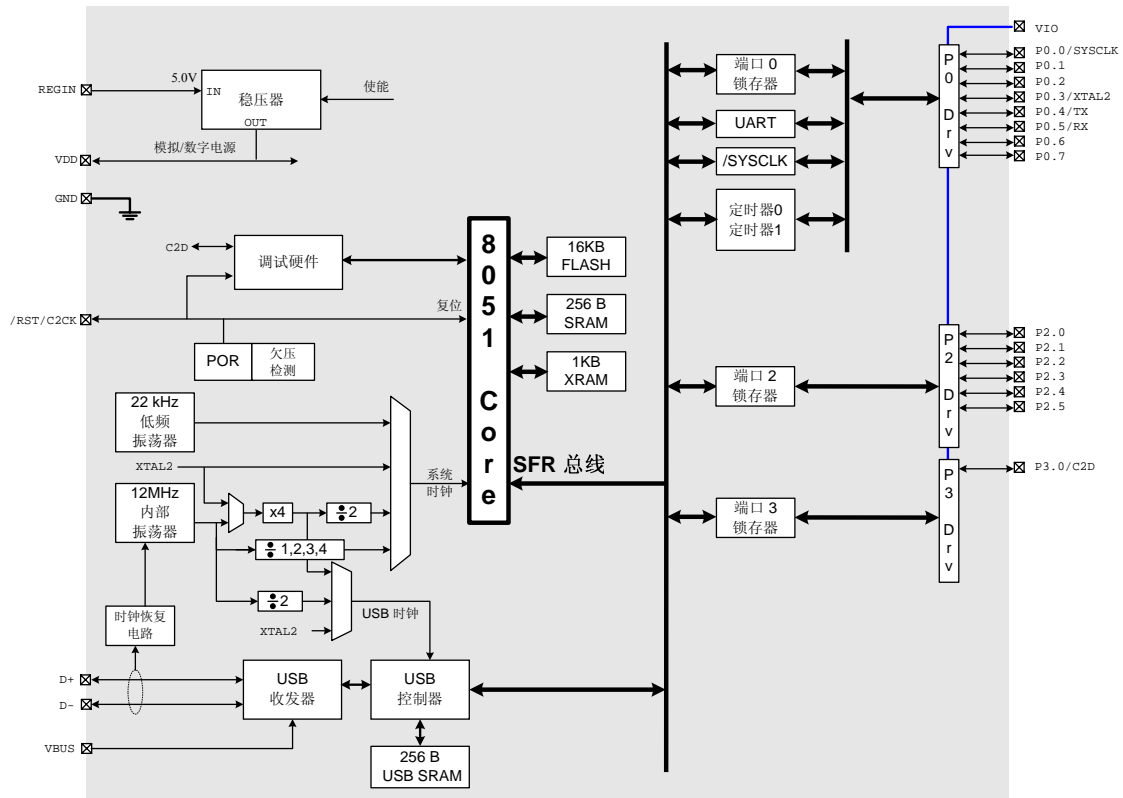 REGIN
5.0V
IN
稳压器
OUT
使能
VDD
模拟/数字电源
GND
C2D
调试硬件
/RST/C2CK
复位
POR
欠压
检测
22 kHz
低频
振荡器
XTAL2
12MHz
内部
振荡器
x4
÷2
÷1,2,3,4
÷2
XTAL2
系统
时钟
USB 时钟
时钟恢复
电路
D+
D-
VBUS
USB
收发器
USB
控制器
256 B
USB SRAM
8
0
5
1
C
o
r
e
16KB
FLASH
256 B
SRAM
1KB
XRAM
SFR 总线
端口 0
锁存器
UART
/SYSCLK
定时器0
定时器1
端口 2
锁存器
端口 3
锁存器
P
0
D
r
v
VIO
P0.0/SYSCLK
P0.1
P0.2
P0.3/XTAL2
P0.4/TX
P0.5/RX
P0.6
P0.7
P
2
D
r
v
P2.0
P2.1
P2.2
P2.3
P2.4
P2.5
P
3
D
r
v
P3.0/C2D